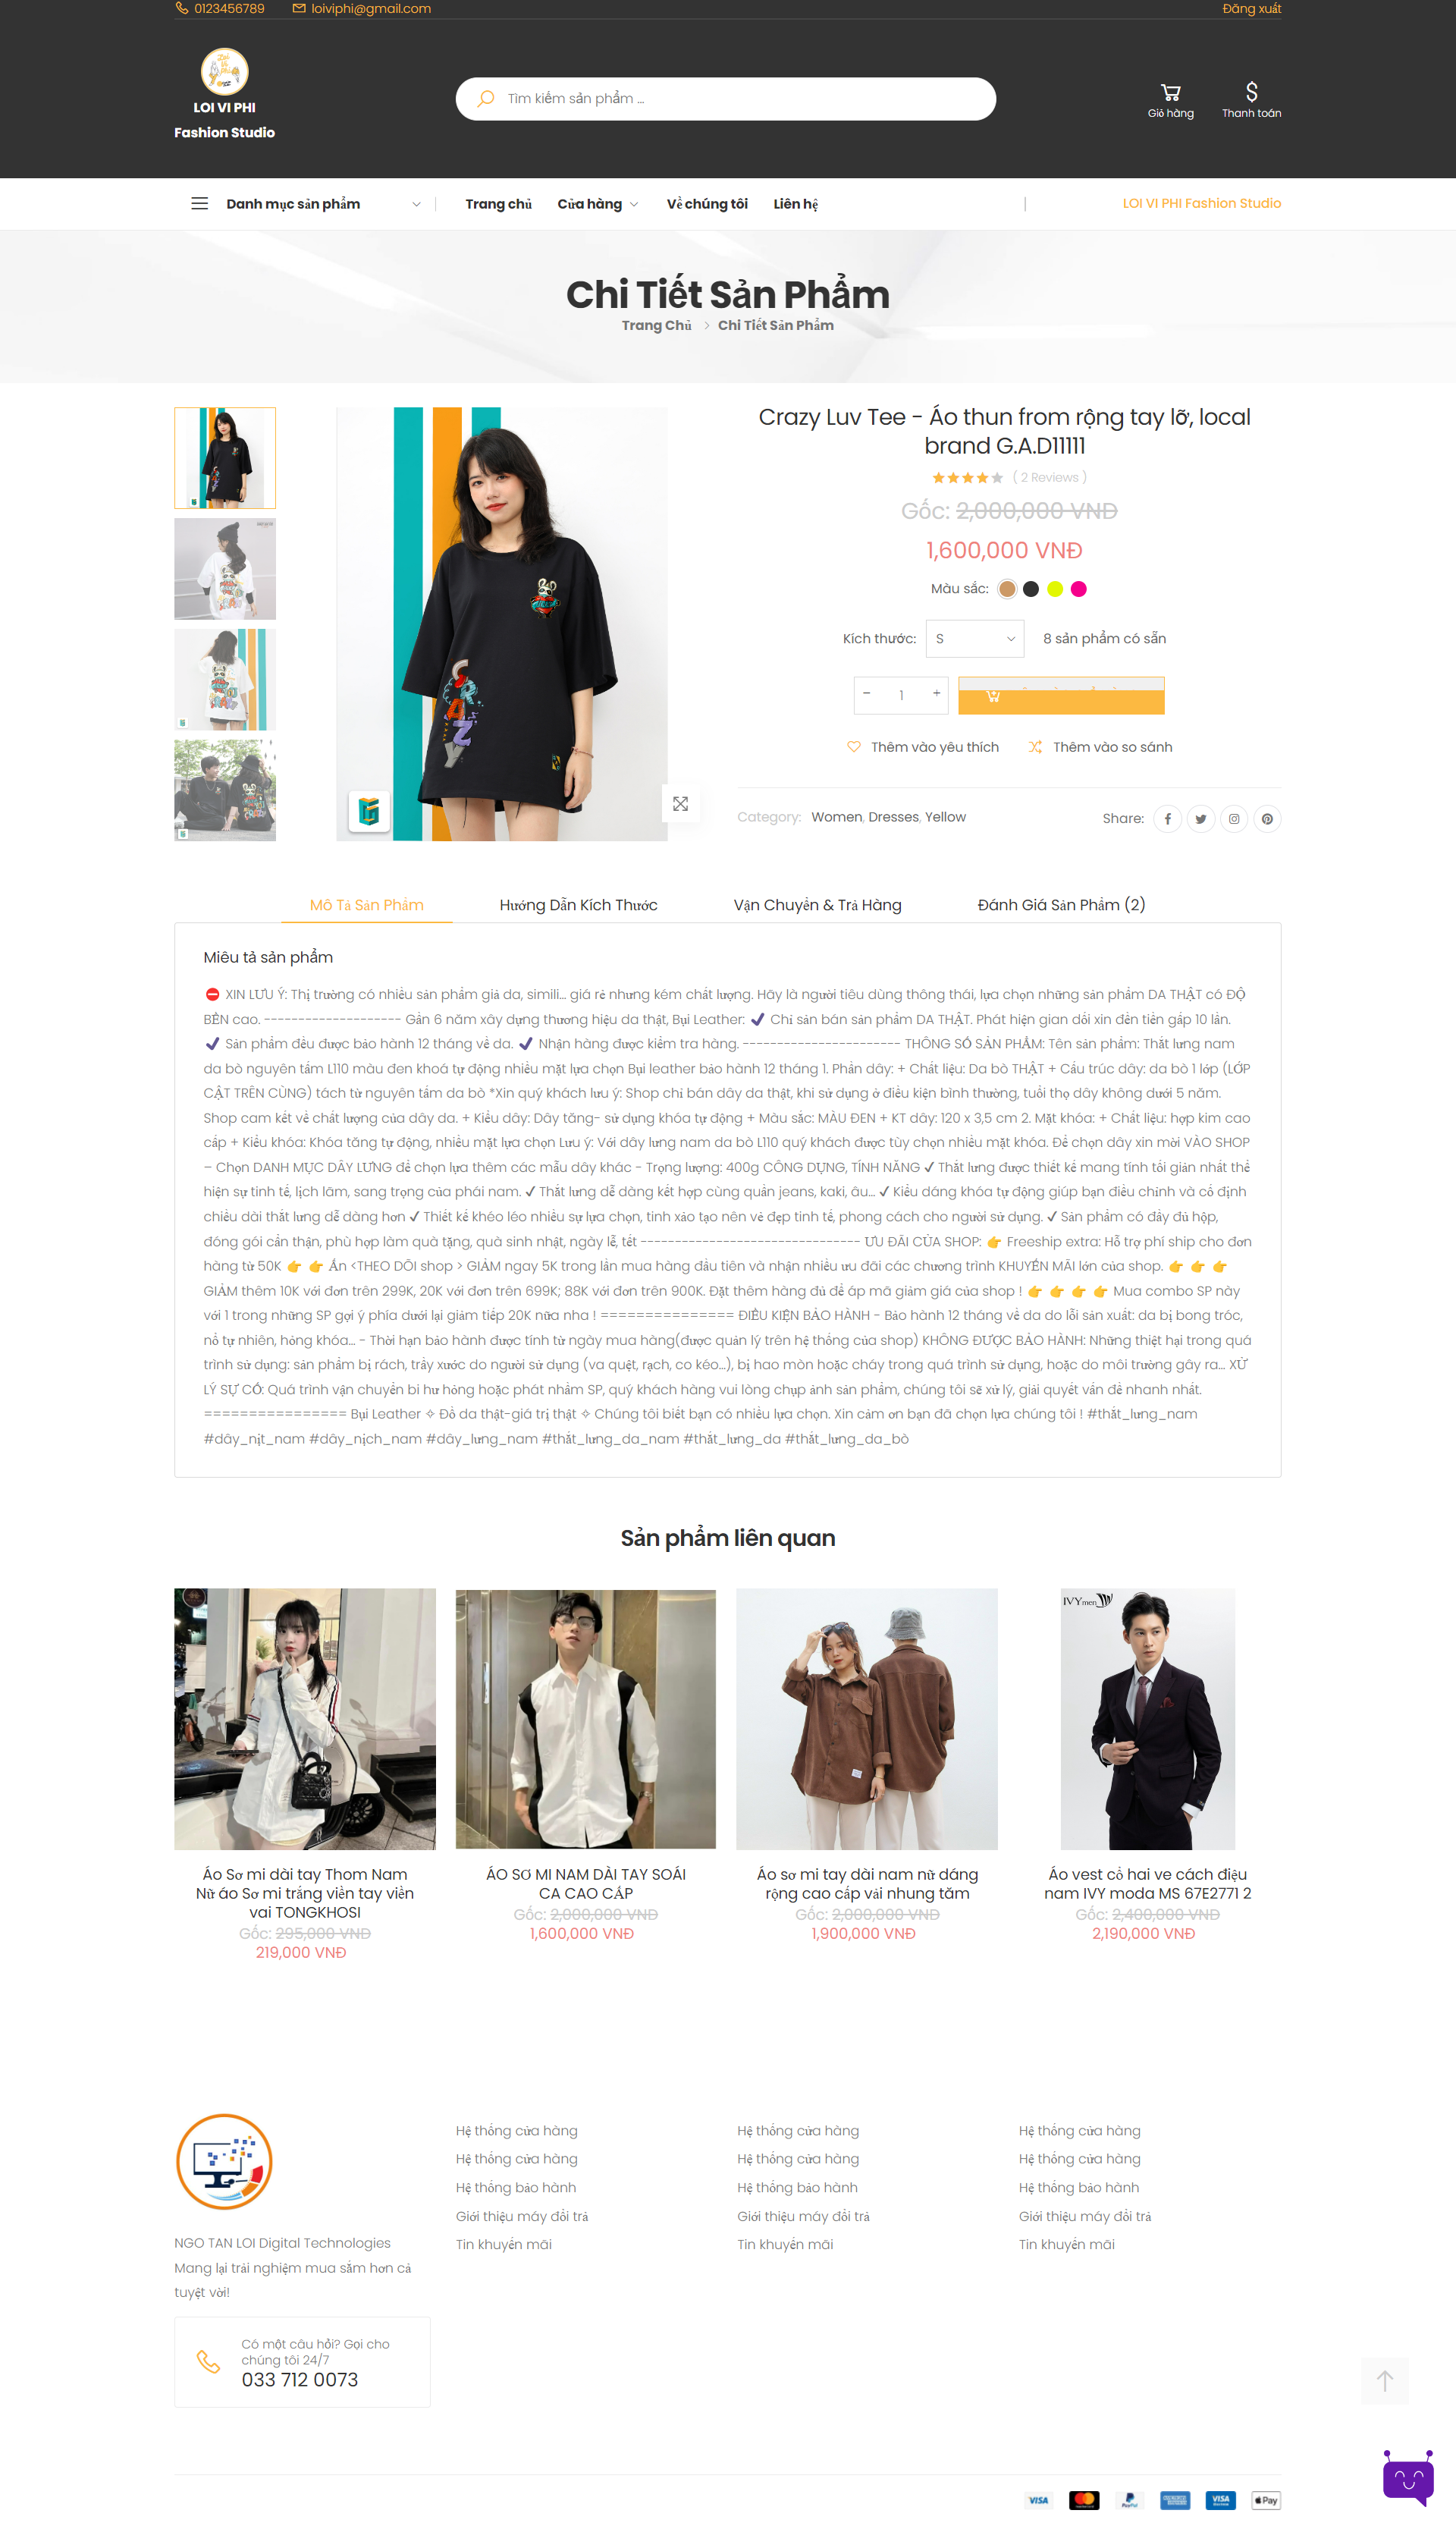 0123456789 loiviphi@gmail.com Đăng xuất
LOI VI PHI
Fashion Studio
Tìm kiếm sản phẩm ...
Giỏ hàng Thanh toán
Danh mục sản phẩm Trang chủ Cửa hàng Về chúng tôi Liên hệ LOI VI PHI Fashion Studio
Chi Tiết Sản Phẩm
Trang Chủ Chi Tiết Sản Phẩm
Crazy Luv Tee - Áo thun from rộng tay lỡ, local
brand G.A.D11111
( 2 Reviews )
Gốc: 2,000,000 VNĐ
1,600,000 VNĐ
Màu sắc:
Kích thước: S 8 sản phẩm có sẵn
- 1 +
Thêm vào yêu thích Thêm vào so sánh
Category: Women, Dresses, Yellow Share:
CRAZY
Mô Tả Sản Phẩm Hướng Dẫn Kích Thước Vận Chuyển & Trả Hàng Đánh Giá Sản Phẩm (2)
Miêu tả sản phẩm
⛔ XIN LƯU Ý: Thị trường có nhiều sản phẩm giả da, simili... giá rẻ nhưng kém chất lượng. Hãy là người tiêu dùng thông thái, lựa chọn những sản phẩm DA THẬT có ĐỘ
BỀN cao. -------------------- Gần 6 năm xây dựng thương hiệu da thật, Bụi Leather: ✔ Chỉ sản bán sản phẩm DA THẬT. Phát hiện gian dối xin đền tiền gấp 10 lần.
✔ Sản phẩm đều được bảo hành 12 tháng về da. ✔ Nhận hàng được kiểm tra hàng. ----------------------- THÔNG SỐ SẢN PHẨM: Tên sản phẩm: Thắt lưng nam
da bò nguyên tấm L110 màu đen khoá tự động nhiều mặt lựa chọn Bụi leather bảo hành 12 tháng 1. Phần dây: + Chất liệu: Da bò THẬT + Cấu trúc dây: da bò 1 lớp (LỚP
CẬT TRÊN CÙNG) tách từ nguyên tấm da bò *Xin quý khách lưu ý: Shop chỉ bán dây da thật, khi sử dụng ở điều kiện bình thường, tuổi thọ dây không dưới 5 năm.
Shop cam kết về chất lượng của dây da. + Kiểu dây: Dây tăng- sử dụng khóa tự động + Màu sắc: MÀU ĐEN + KT dây: 120 x 3,5 cm 2. Mặt khóa: + Chất liệu: hợp kim cao
cấp + Kiểu khóa: Khóa tăng tự động, nhiều mặt lựa chọn Lưu ý: Với dây lưng nam da bò L110 quý khách được tùy chọn nhiều mặt khóa. Để chọn dây xin mời VÀO SHOP
– Chọn DANH MỤC DÂY LƯNG để chọn lựa thêm các mẫu dây khác - Trọng lượng: 400g CÔNG DỤNG, TÍNH NĂNG ✓ Thắt lưng được thiết kế mang tính tối giản nhất thể
hiện sự tinh tế, lịch lãm, sang trọng của phái nam. ✓ Thắt lưng dễ dàng kết hợp cùng quần jeans, kaki, âu... ✓ Kiểu dáng khóa tự động giúp bạn điều chỉnh và cố định
chiều dài thắt lưng dễ dàng hơn ✓ Thiết kế khéo léo nhiều sự lựa chọn, tinh xảo tạo nên vẻ đẹp tinh tế, phong cách cho người sử dụng. ✓ Sản phẩm có đầy đủ hộp,
đóng gói cẩn thận, phù hợp làm quà tặng, quà sinh nhật, ngày lễ, tết -------------------------------- ƯU ĐÃI CỦA SHOP: 👉 Freeship extra: Hỗ trợ phí ship cho đơn
hàng từ 50K 👉 👉 Ấn <THEO DÕI shop > GIẢM ngay 5K trong lần mua hàng đầu tiên và nhận nhiều ưu đãi các chương trình KHUYẾN MÃI lớn của shop. 👉 👉 👉
GIẢM thêm 10K với đơn trên 299K, 20K với đơn trên 699K; 88K với đơn trên 900K. Đặt thêm hàng đủ để áp mã giảm giá của shop ! 👉 👉 👉 👉 Mua combo SP này
với 1 trong những SP gợi ý phía dưới lại giảm tiếp 20K nữa nha ! =============== ĐIỀU KIỆN BẢO HÀNH - Bảo hành 12 tháng về da do lỗi sản xuất: da bị bong tróc,
nổ tự nhiên, hỏng khóa... - Thời hạn bảo hành được tính từ ngày mua hàng(được quản lý trên hệ thống của shop) KHÔNG ĐƯỢC BẢO HÀNH: Những thiệt hại trong quá
trình sử dụng: sản phẩm bị rách, trầy xước do người sử dụng (va quệt, rạch, co kéo...), bị hao mòn hoặc cháy trong quá trình sử dụng, hoặc do môi trường gây ra... XỬ
LÝ SỰ CỐ: Quá trình vận chuyển bi hư hỏng hoặc phát nhầm SP, quý khách hàng vui lòng chụp ảnh sản phẩm, chúng tôi sẽ xử lý, giải quyết vấn đề nhanh nhất.
================ Bụi Leather ✧ Đồ da thật-giá trị thật ✧ Chúng tôi biết bạn có nhiều lựa chọn. Xin cảm ơn bạn đã chọn lựa chúng tôi ! #thắt_lưng_nam
#dây_nịt_nam #dây_nịch_nam #dây_lưng_nam #thắt_lưng_da_nam #thắt_lưng_da #thắt_lưng_da_bò
Sản phẩm liên quan
IVY men
Áo Sơ mi dài tay Thom Nam
Nữ áo Sơ mi trắng viền tay viền
vai TONGKHOSI
Gốc: 295,000 VNĐ
219,000 VNĐ
ÁO SƠ MI NAM DÀI TAY SOÁI
CA CAO CẤP
Gốc: 2,000,000 VNĐ
1,600,000 VNĐ
Áo sơ mi tay dài nam nữ dáng
rộng cao cấp vải nhung tăm
Gốc: 2,000,000 VNĐ
1,900,000 VNĐ
Áo vest cổ hai ve cách điệu
nam IVY moda MS 67E2771 2
Gốc: 2,400,000 VNĐ
2,190,000 VNĐ
NGO TAN LOI Digital Technologies
Mang lại trải nghiệm mua sắm hơn cả
tuyệt vời!
Có một câu hỏi? Gọi cho
chúng tôi 24/7
033 712 0073
Hệ thống cửa hàng
Hệ thống cửa hàng
Hệ thống bảo hành
Giới thiệu máy đổi trả
Tin khuyến mãi
Hệ thống cửa hàng
Hệ thống cửa hàng
Hệ thống bảo hành
Giới thiệu máy đổi trả
Tin khuyến mãi
Hệ thống cửa hàng
Hệ thống cửa hàng
Hệ thống bảo hành
Giới thiệu máy đổi trả
Tin khuyến mãi
VISA PayPal VISA Pay